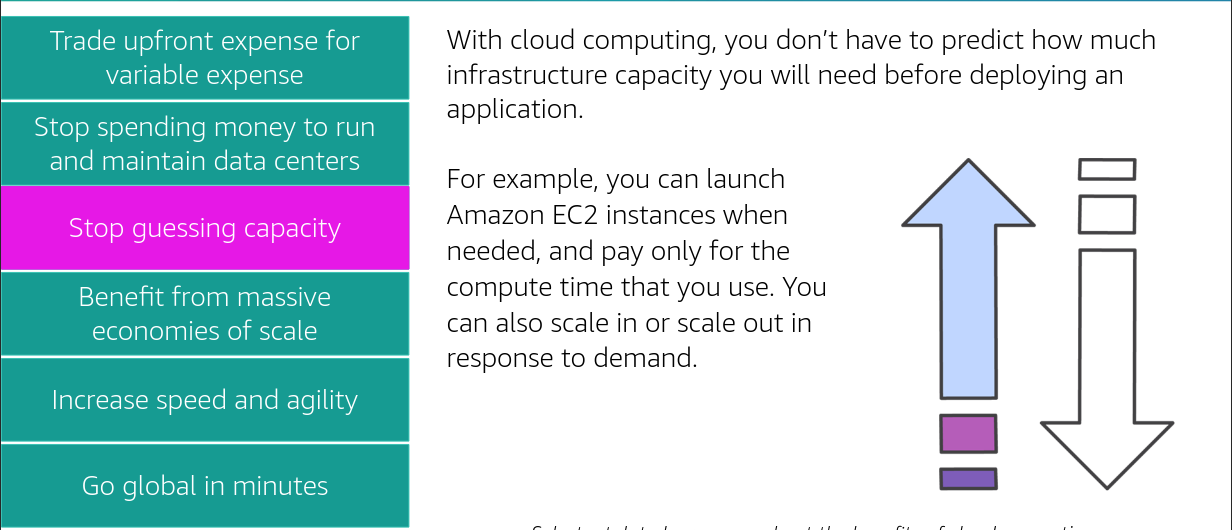 Trade upfront expense for
variable expense
Stop spending money to run
and maintain data centers
Stop guessing capacity
Benefit from massive
economies of scale
Increase speed and agility
Go global in minutes
With cloud computing, you don’t have to predict how much
infrastructure capacity you will need before deploying an
application.
For example, you can launch
Amazon EC2 instances when
needed, and pay only for the
compute time that you use. You
can also scale in or scale out in
response to demand.